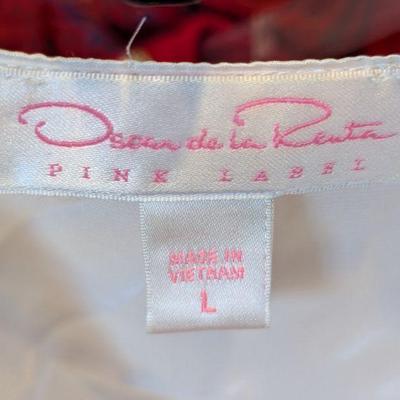 Oscar de la Renta
PINK LABEL
MADE IN
VIETNAM
L